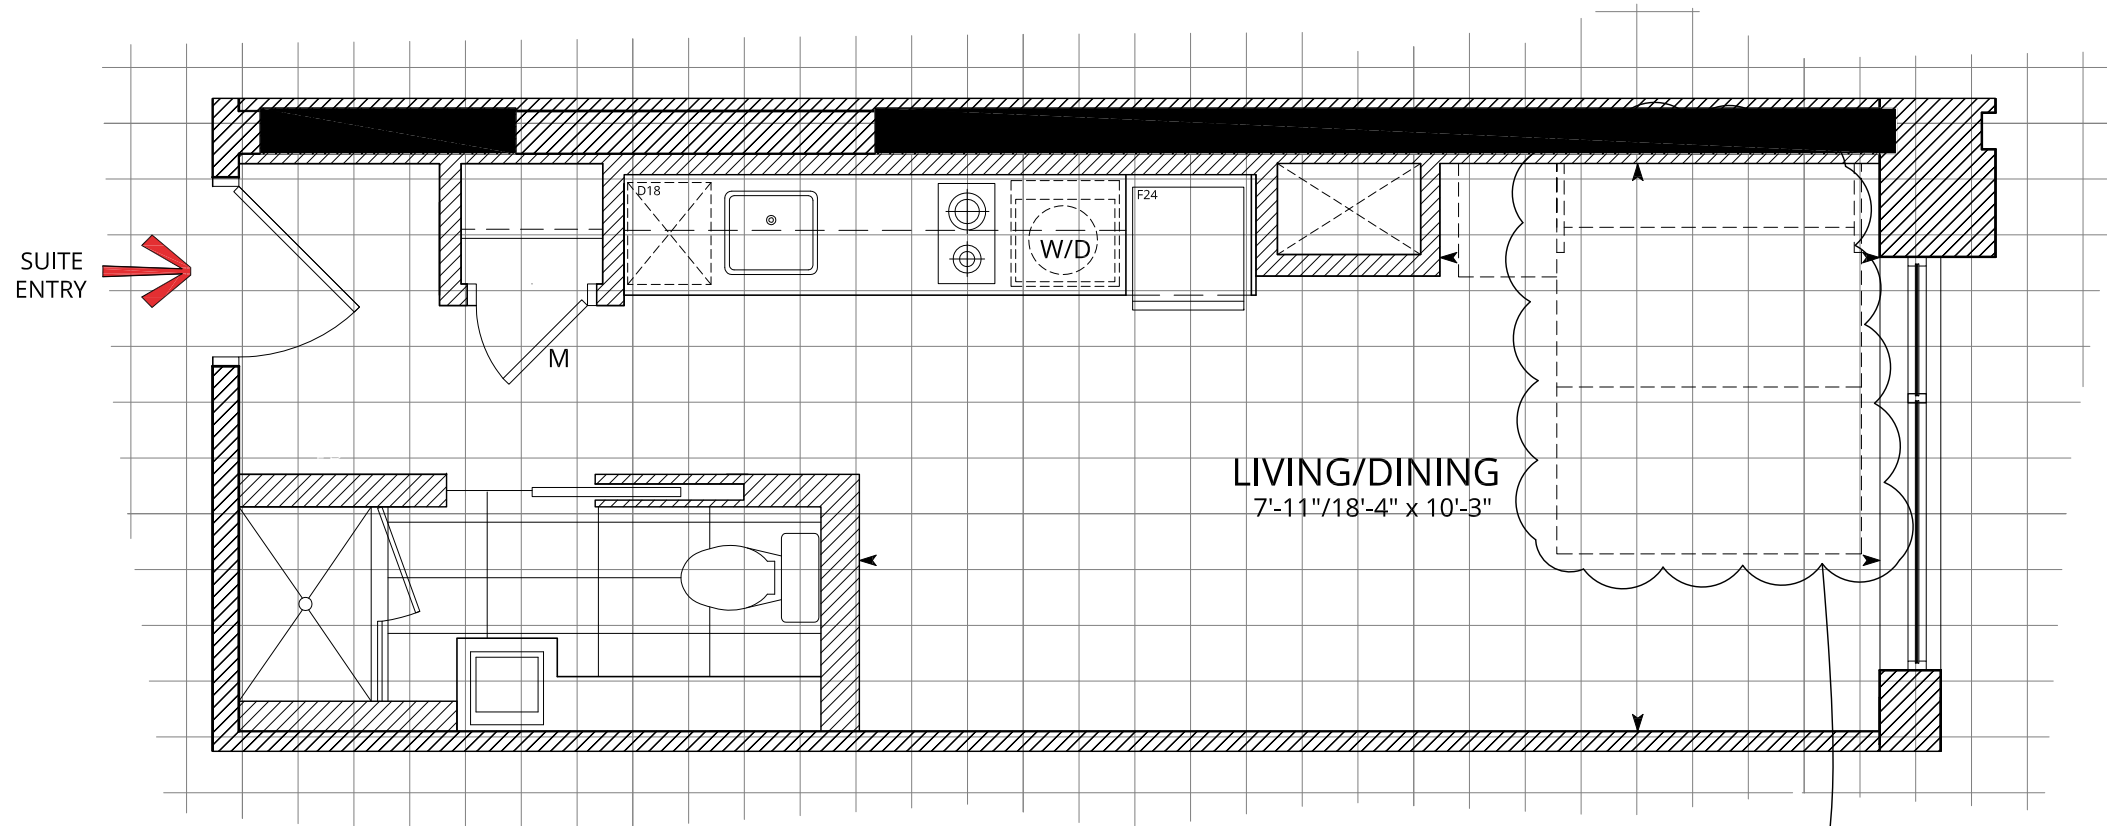 SUITE
ENTRY
D18
W/D
F24
M
LIVING/DINING
7'-11"/18'-4" x 10'-3"